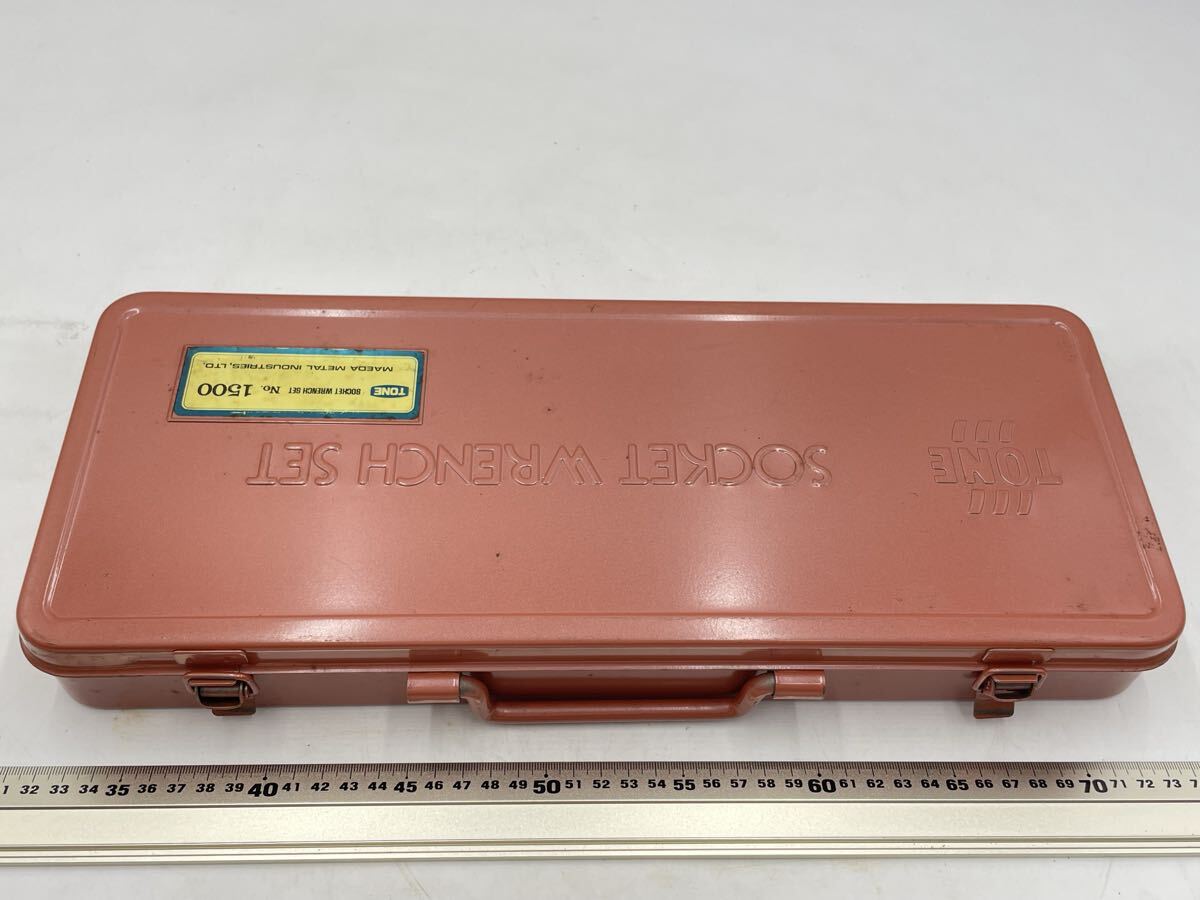 TONE
SOCKET WRENCH SET
TONE SOCKET WRENCH SET No. 1500
MAEDA METAL INDUSTRIES, LTD.
1 32 33 34 35 36 37 38 39 40 41 42 43 44 45 46 47 48 49 50 51 52 53 54 55 56 57 58 59 60 61 62 63 64 65 66 67 68 69 70 71 72 73 7